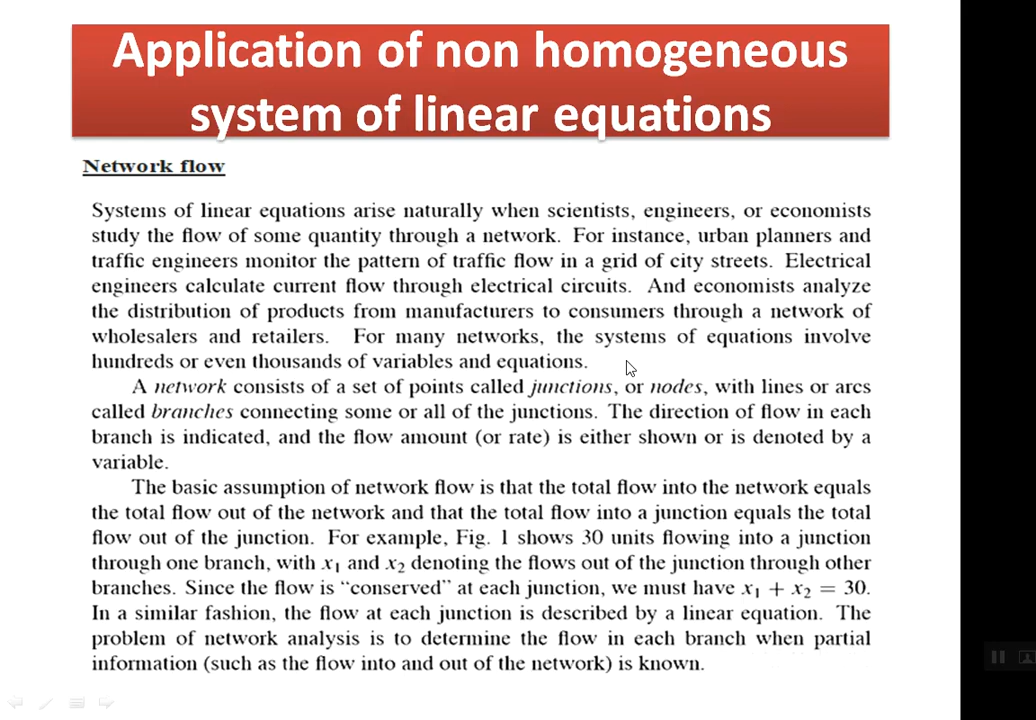 Application of non homogeneous
system of linear equations
Network flow
Systems of linear equations arise naturally when scientists, engineers, or economists
study the flow of some quantity through a network. For instance, urban planners and
traffic engineers monitor the pattern of traffic flow in a grid of city streets. Electrical
engineers calculate current flow through electrical circuits. And economists analyze
the distribution of products from manufacturers to consumers through a network of
wholesalers and retailers. For many networks, the systems of equations involve
hundreds or even thousands of variables and equations.
A network consists of a set of points called junctions, or nodes, with lines or arcs
called branches connecting some or all of the junctions. The direction of flow in each
branch is indicated, and the flow amount (or rate) is either shown or is denoted by a
variable.
The basic assumption of network flow is that the total flow into the network equals
the total flow out of the network and that the total flow into a junction equals the total
flow out of the junction. For example, Fig. 1 shows 30 units flowing into a junction
through one branch, with x₁ and x₂ denoting the flows out of the junction through other
branches. Since the flow is “conserved” at each junction, we must have x₁ + x₂ = 30.
In a similar fashion, the flow at each junction is described by a linear equation. The
problem of network analysis is to determine the flow in each branch when partial
information (such as the flow into and out of the network) is known.